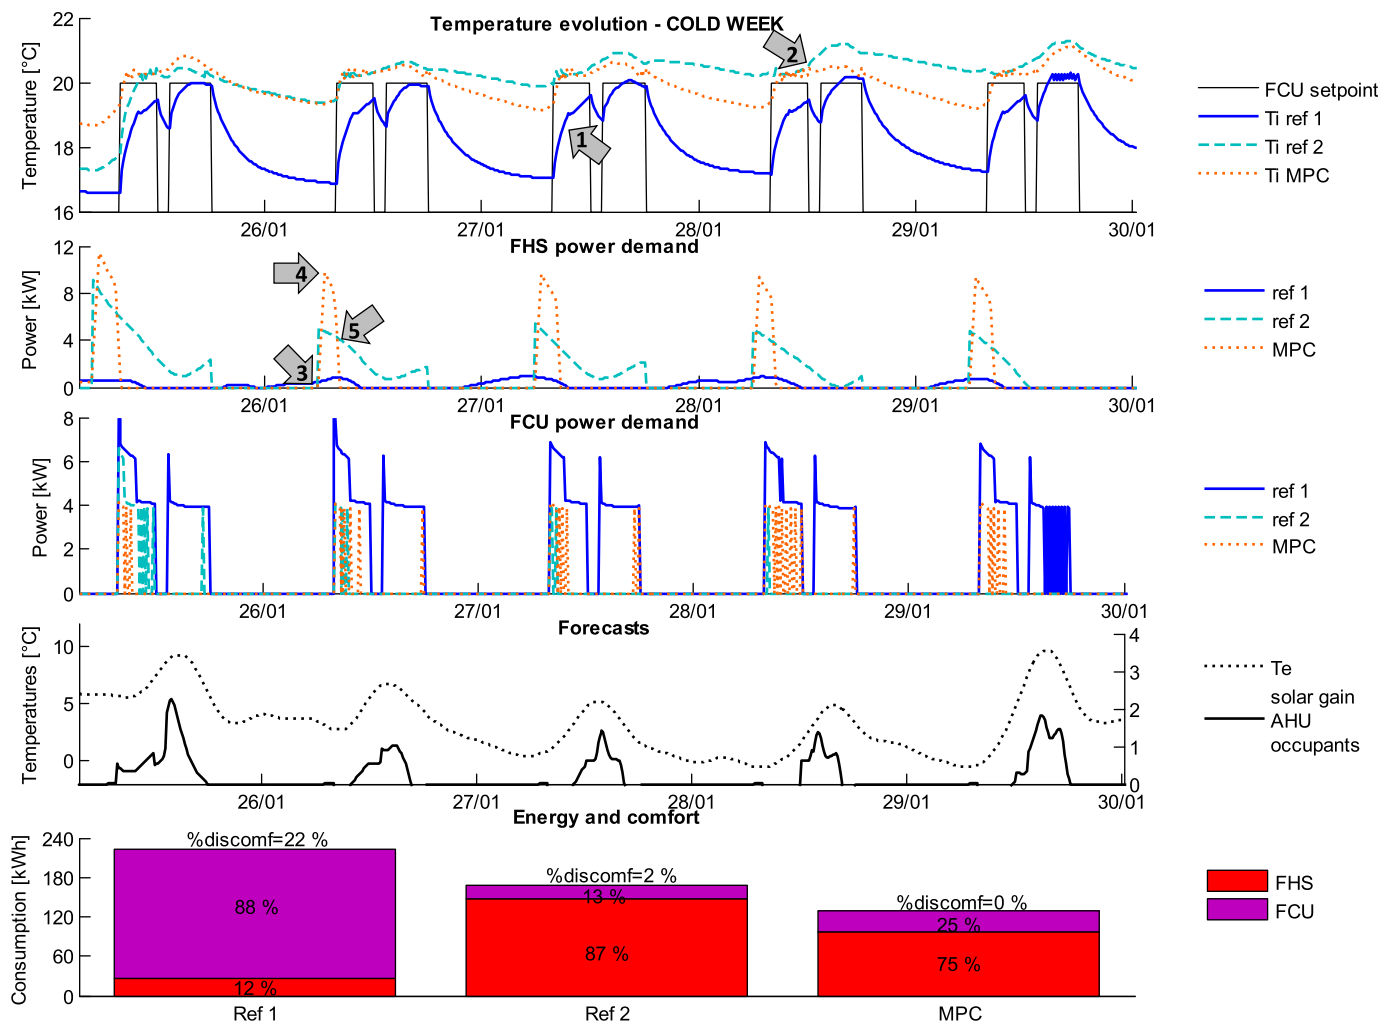 Temperature evolution - COLD WEEK
Temperature [°C]
22
20
18
16
26/01
27/01
28/01
29/01
30/01
1
2
FCU setpoint
Ti ref 1
Ti ref 2
Ti MPC
FHS power demand
Power [kW]
12
8
4
0
26/01
27/01
28/01
29/01
30/01
3
4
5
ref 1
ref 2
MPC
FCU power demand
Power [kW]
8
6
4
2
0
26/01
27/01
28/01
29/01
30/01
ref 1
ref 2
MPC
Forecasts
Temperatures [°C]
10
5
0
4
3
2
1
0
26/01
27/01
28/01
29/01
30/01
Te
solar gain
AHU
occupants
Energy and comfort
Consumption [kWh]
240
180
120
60
0
%discomf=22 %
88 %
12 %
%discomf=2 %
13 %
87 %
%discomf=0 %
25 %
75 %
Ref 1
Ref 2
MPC
FHS
FCU